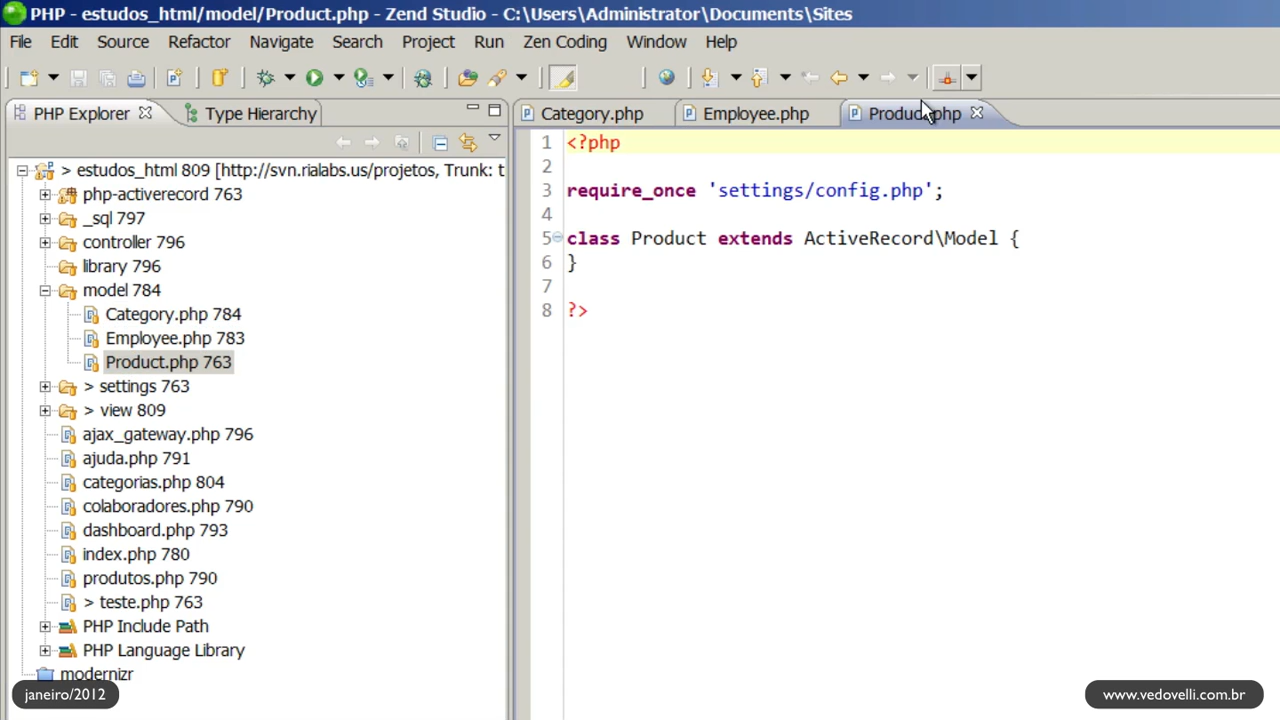 PHP - estudos_html/model/Product.php - Zend Studio - C:\Users\Administrator\Documents\Sites
File Edit Source Refactor Navigate Search Project Run Zen Coding Window Help
PHP Explorer Type Hierarchy
Category.php Employee.php Product.php
> estudos_html 809 [http://svn.rialabs.us/projetos, Trunk: t
php-activerecord 763
_sql 797
controller 796
library 796
model 784
Category.php 784
Employee.php 783
Product.php 763
> settings 763
> view 809
ajax_gateway.php 796
ajuda.php 791
categorias.php 804
colaboradores.php 790
dashboard.php 793
index.php 780
produtos.php 790
> teste.php 763
PHP Include Path
PHP Language Library
modernizr
1 <?php
2
3 require_once 'settings/config.php';
4
5 class Product extends ActiveRecord\Model {
6 }
7
8 ?>
janeiro/2012
www.vedovelli.com.br